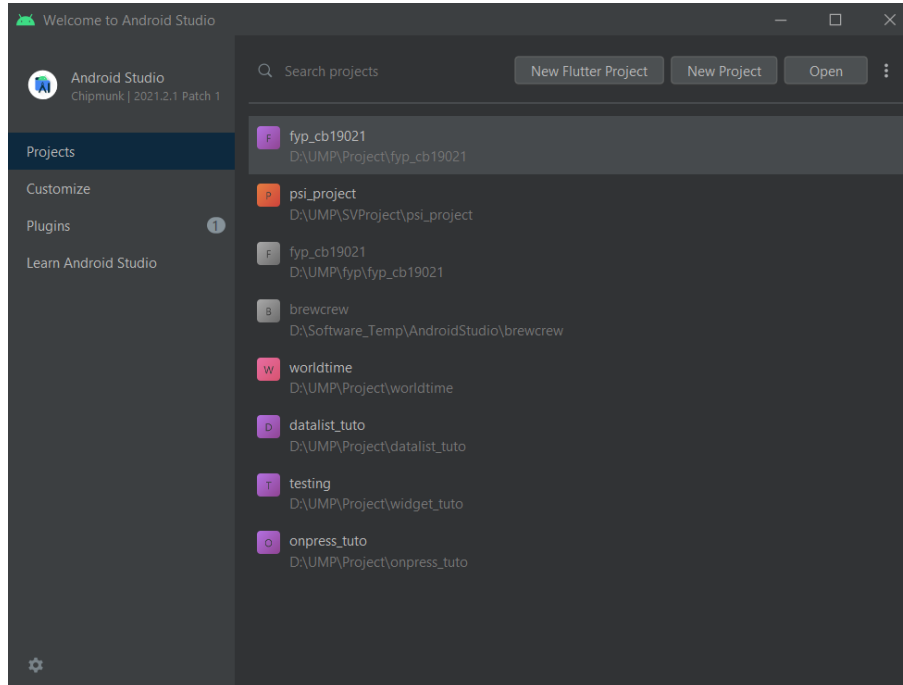 Welcome to Android Studio
Android Studio
Chipmunk | 2021.2.1 Patch 1
Projects
Customize
Plugins 1
Learn Android Studio
Search projects New Flutter Project New Project Open
F fyp_cb19021
D:\UMP\Project\fyp_cb19021
P psi_project
D:\UMP\SVProject\psi_project
F fyp_cb19021
D:\UMP\fyp\fyp_cb19021
B brewcrew
D:\Software_Temp\AndroidStudio\brewcrew
W worldtime
D:\UMP\Project\worldtime
D datalist_tuto
D:\UMP\Project\datalist_tuto
T testing
D:\UMP\Project\widget_tuto
O onpress_tuto
D:\UMP\Project\onpress_tuto